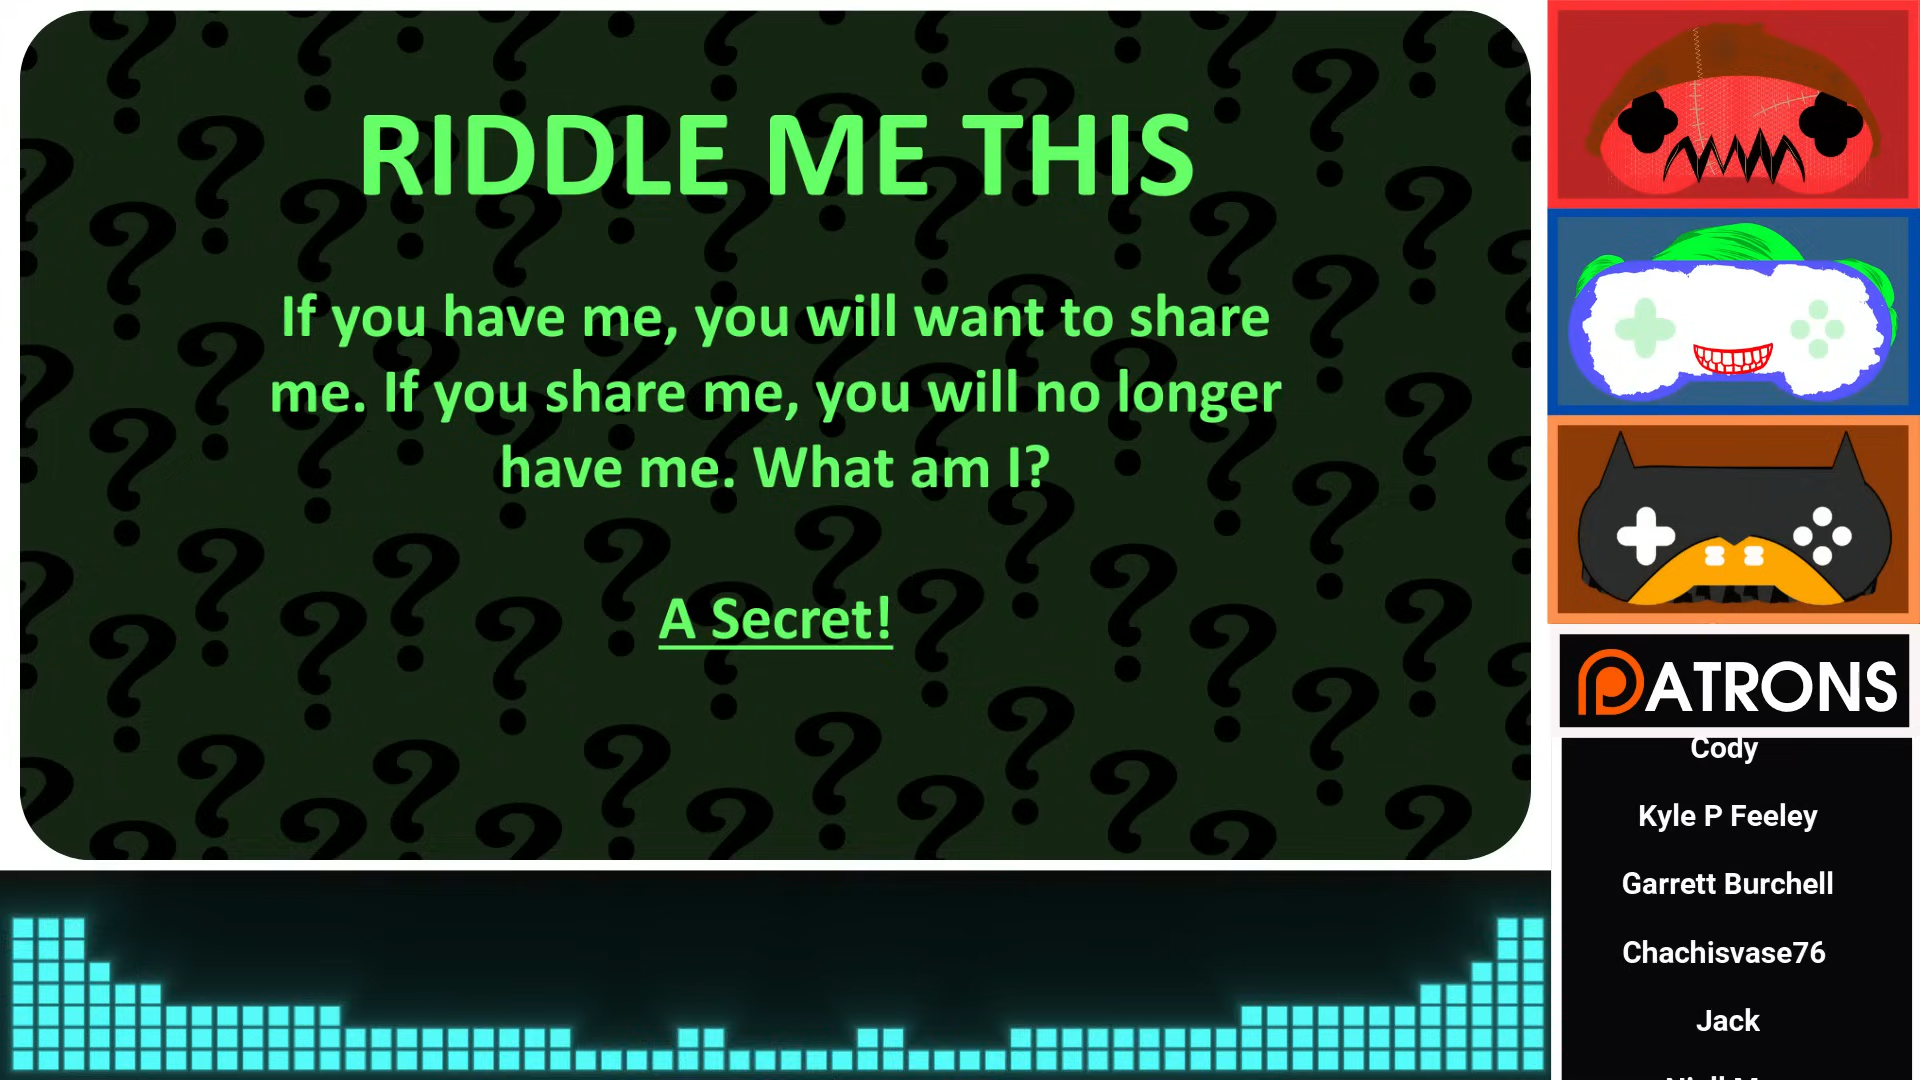 RIDDLE ME THIS
If you have me, you will want to share
me. If you share me, you will no longer
have me. What am I?
A Secret!
PATRONS
Cody
Kyle P Feeley
Garrett Burchell
Chachisvase76
Jack